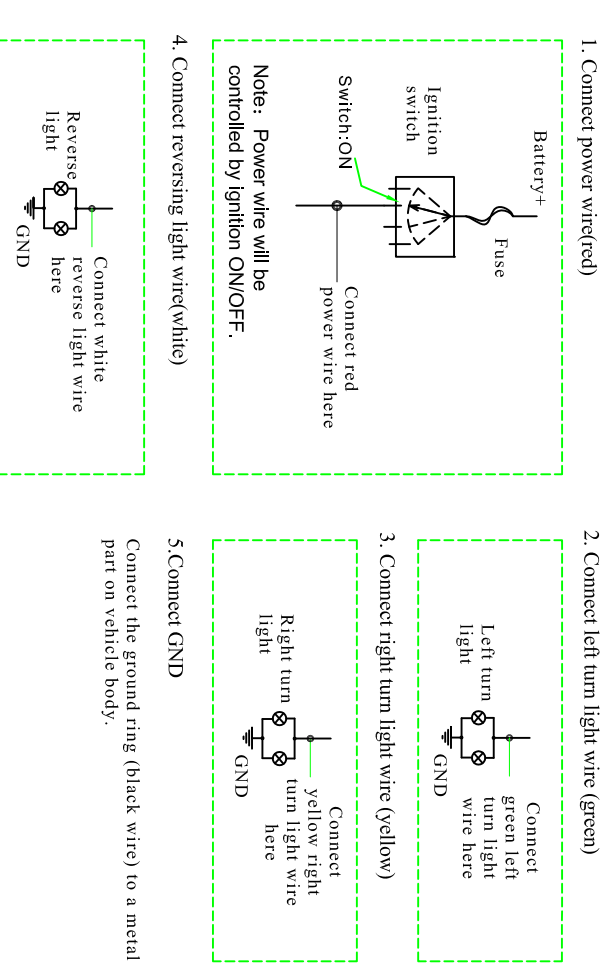 1. Connect power wire(red)
Battery+
Fuse
Ignition
switch
Switch:ON
Connect red
power wire here
Note: Power wire will be
controlled by ignition ON/OFF.
2. Connect left turn light wire (green)
Left turn
light
Connect
green left
turn light
wire here
GND
3. Connect right turn light wire (yellow)
Right turn
light
Connect
yellow right
turn light wire
here
GND
4. Connect reversing light wire(white)
Reverse
light
Connect white
reverse light wire
here
GND
5.Connect GND
Connect the ground ring (black wire) to a metal
part on vehicle body.